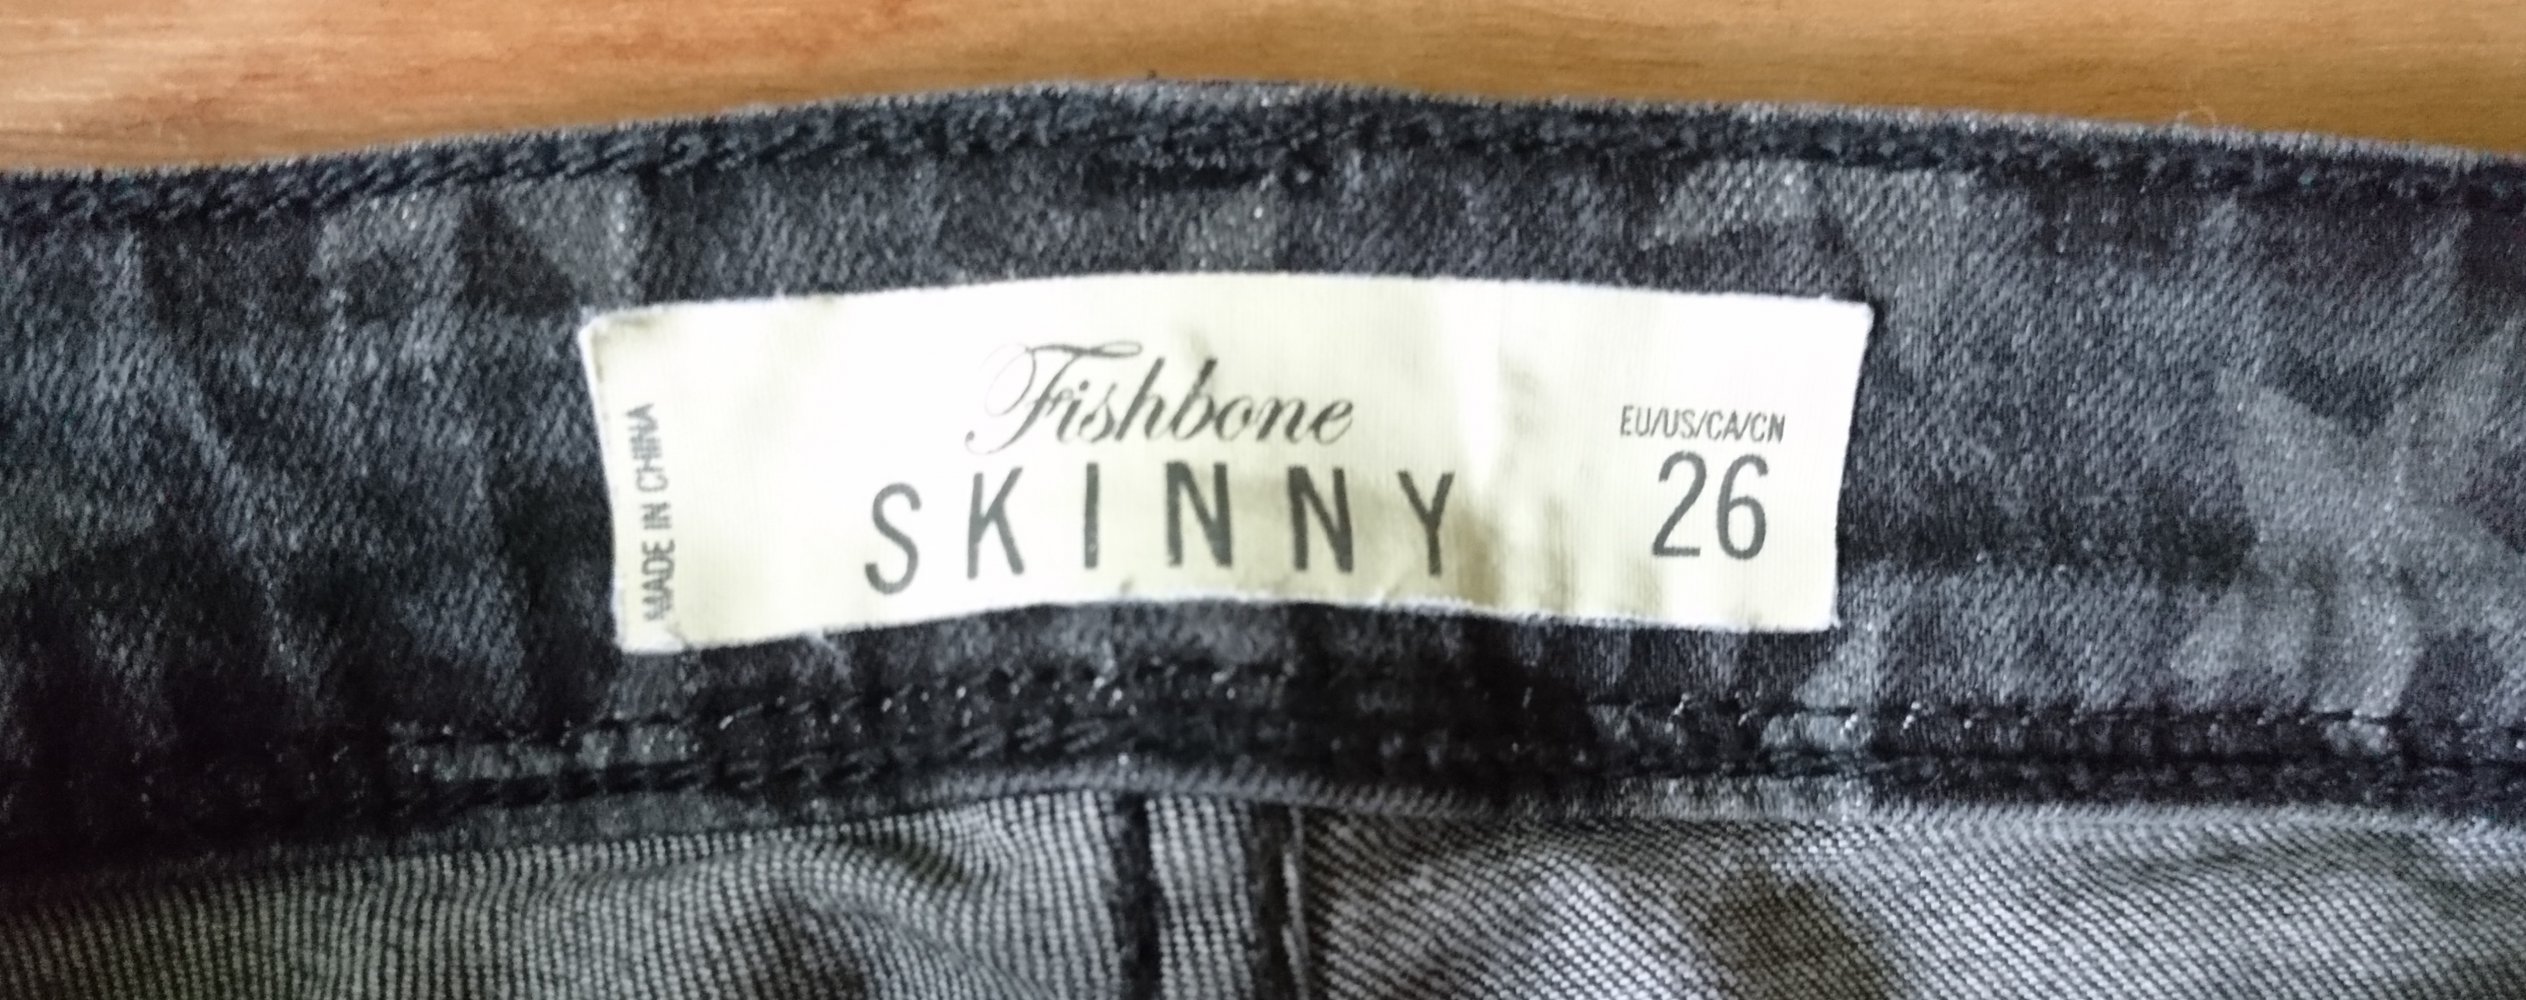 Fishbone
SKINNY
MADE IN CHINA
EU/US/CA/CN
26